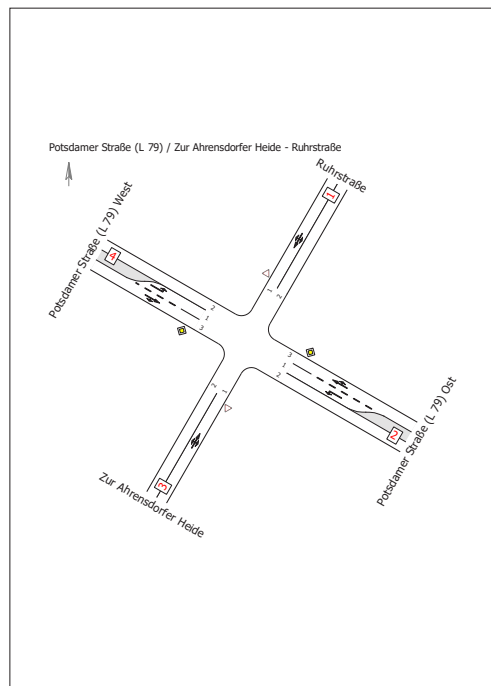 Potsdamer Straße (L 79) / Zur Ahrensdorfer Heide - Ruhrstraße
Ruhrstraße
1
Potsdamer Straße (L 79) West
4
1
2
2
1
3
3
1
2
2
1
2
Potsdamer Straße (L 79) Ost
3
Zur Ahrensdorfer Heide